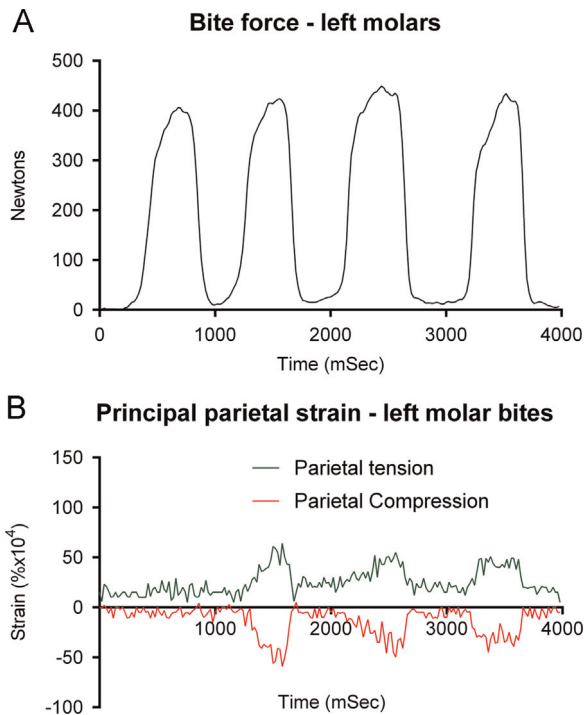 A
Bite force - left molars
500
400
300
200
100
0
Newtons
0 1000 2000 3000 4000
Time (mSec)
B
Principal parietal strain - left molar bites
150
100
50
0
-50
-100
Strain (%x10⁴)
Parietal tension
Parietal Compression
1000 2000 3000 4000
Time (mSec)